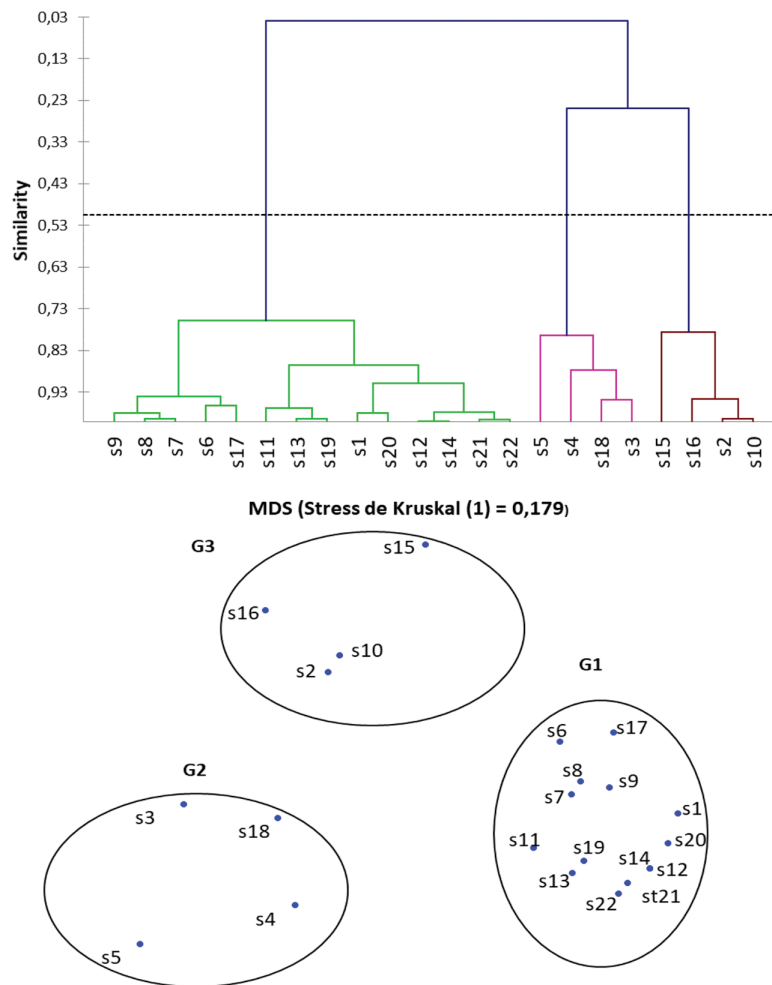 0,03
0,13
0,23
0,33
0,43
0,53
0,63
0,73
0,83
0,93
Similarity
s9 s8 s7 s6 s17 s11 s13 s19 s1 s20 s12 s14 s21 s22 s5 s4 s18 s3 s15 s16 s2 s10
MDS (Stress de Kruskal (1) = 0,179)
G3
s15
s16
s10
s2
G1
s6 s17
s8
s9
s7
s1
s11
s20
s19
s14
s12
s13
st21
s22
G2
s3
s18
s4
s5